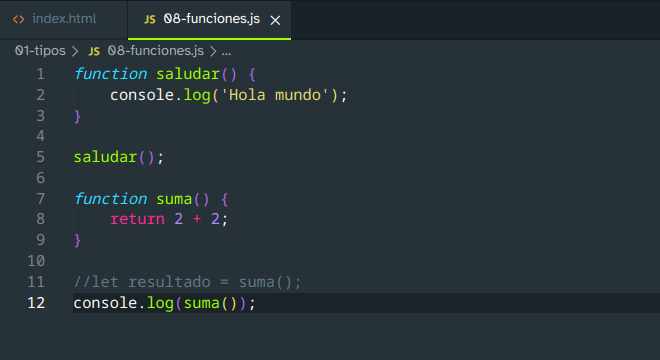 <> index.html JS 08-funciones.js ×
01-tipos > JS 08-funciones.js > ...
1 function saludar() {
2     console.log('Hola mundo');
3 }
4
5 saludar();
6
7 function suma() {
8     return 2 + 2;
9 }
10
11 //let resultado = suma();
12 console.log(suma());